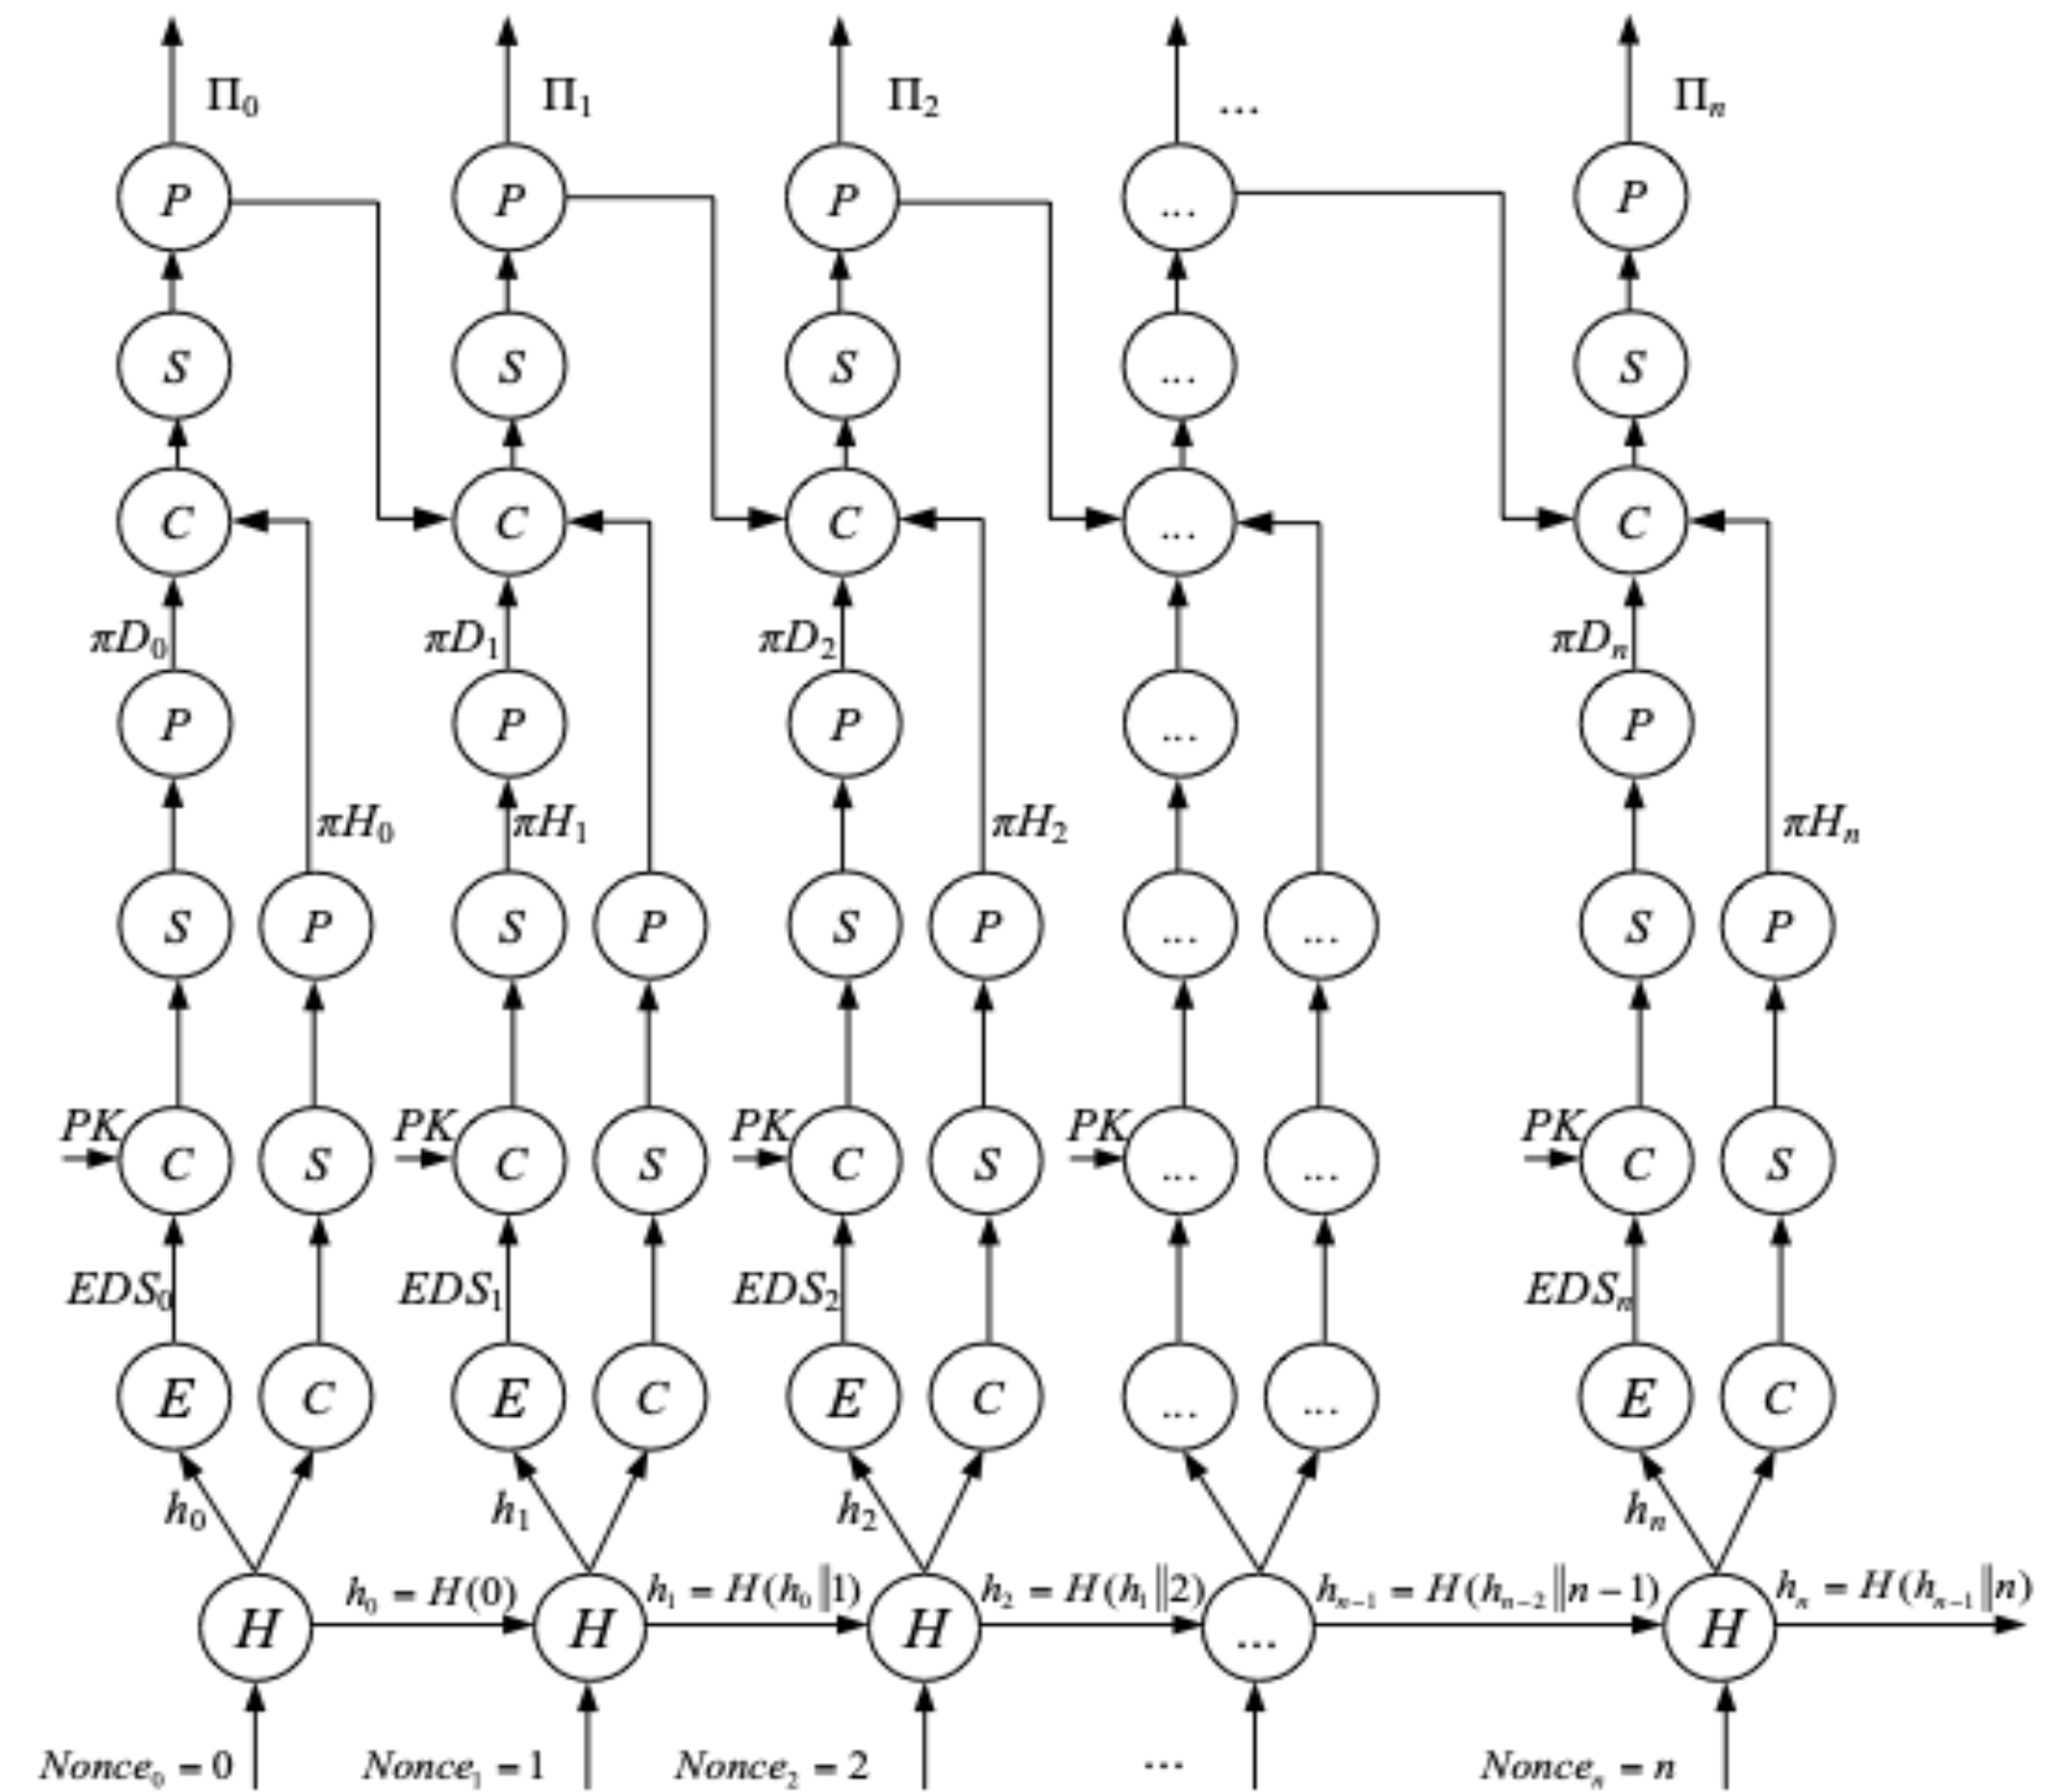 Π₀ Π₁ Π₂ ... Πₙ
P P P ... P
S S S ... S
C C C ... C
πD₀ πD₁ πD₂ πDₙ
P P P ... P
πH₀ πH₁ πH₂ πHₙ
S P S P S P ... ... S P
PK PK PK PK PK
C S C S C S ... ... C S
EDS₀ EDS₁ EDS₂ EDSₙ
E C E C E C ... ... E C
h₀ h₁ h₂ hₙ
h₀ = H(0) h₁ = H(h₀‖1) h₂ = H(h₁‖2) hₙ₋₁ = H(hₙ₋₂‖n−1) hₙ = H(hₙ₋₁‖n)
H H H ... H
Nonce₀ = 0 Nonce₁ = 1 Nonce₂ = 2 ... Nonceₙ = n